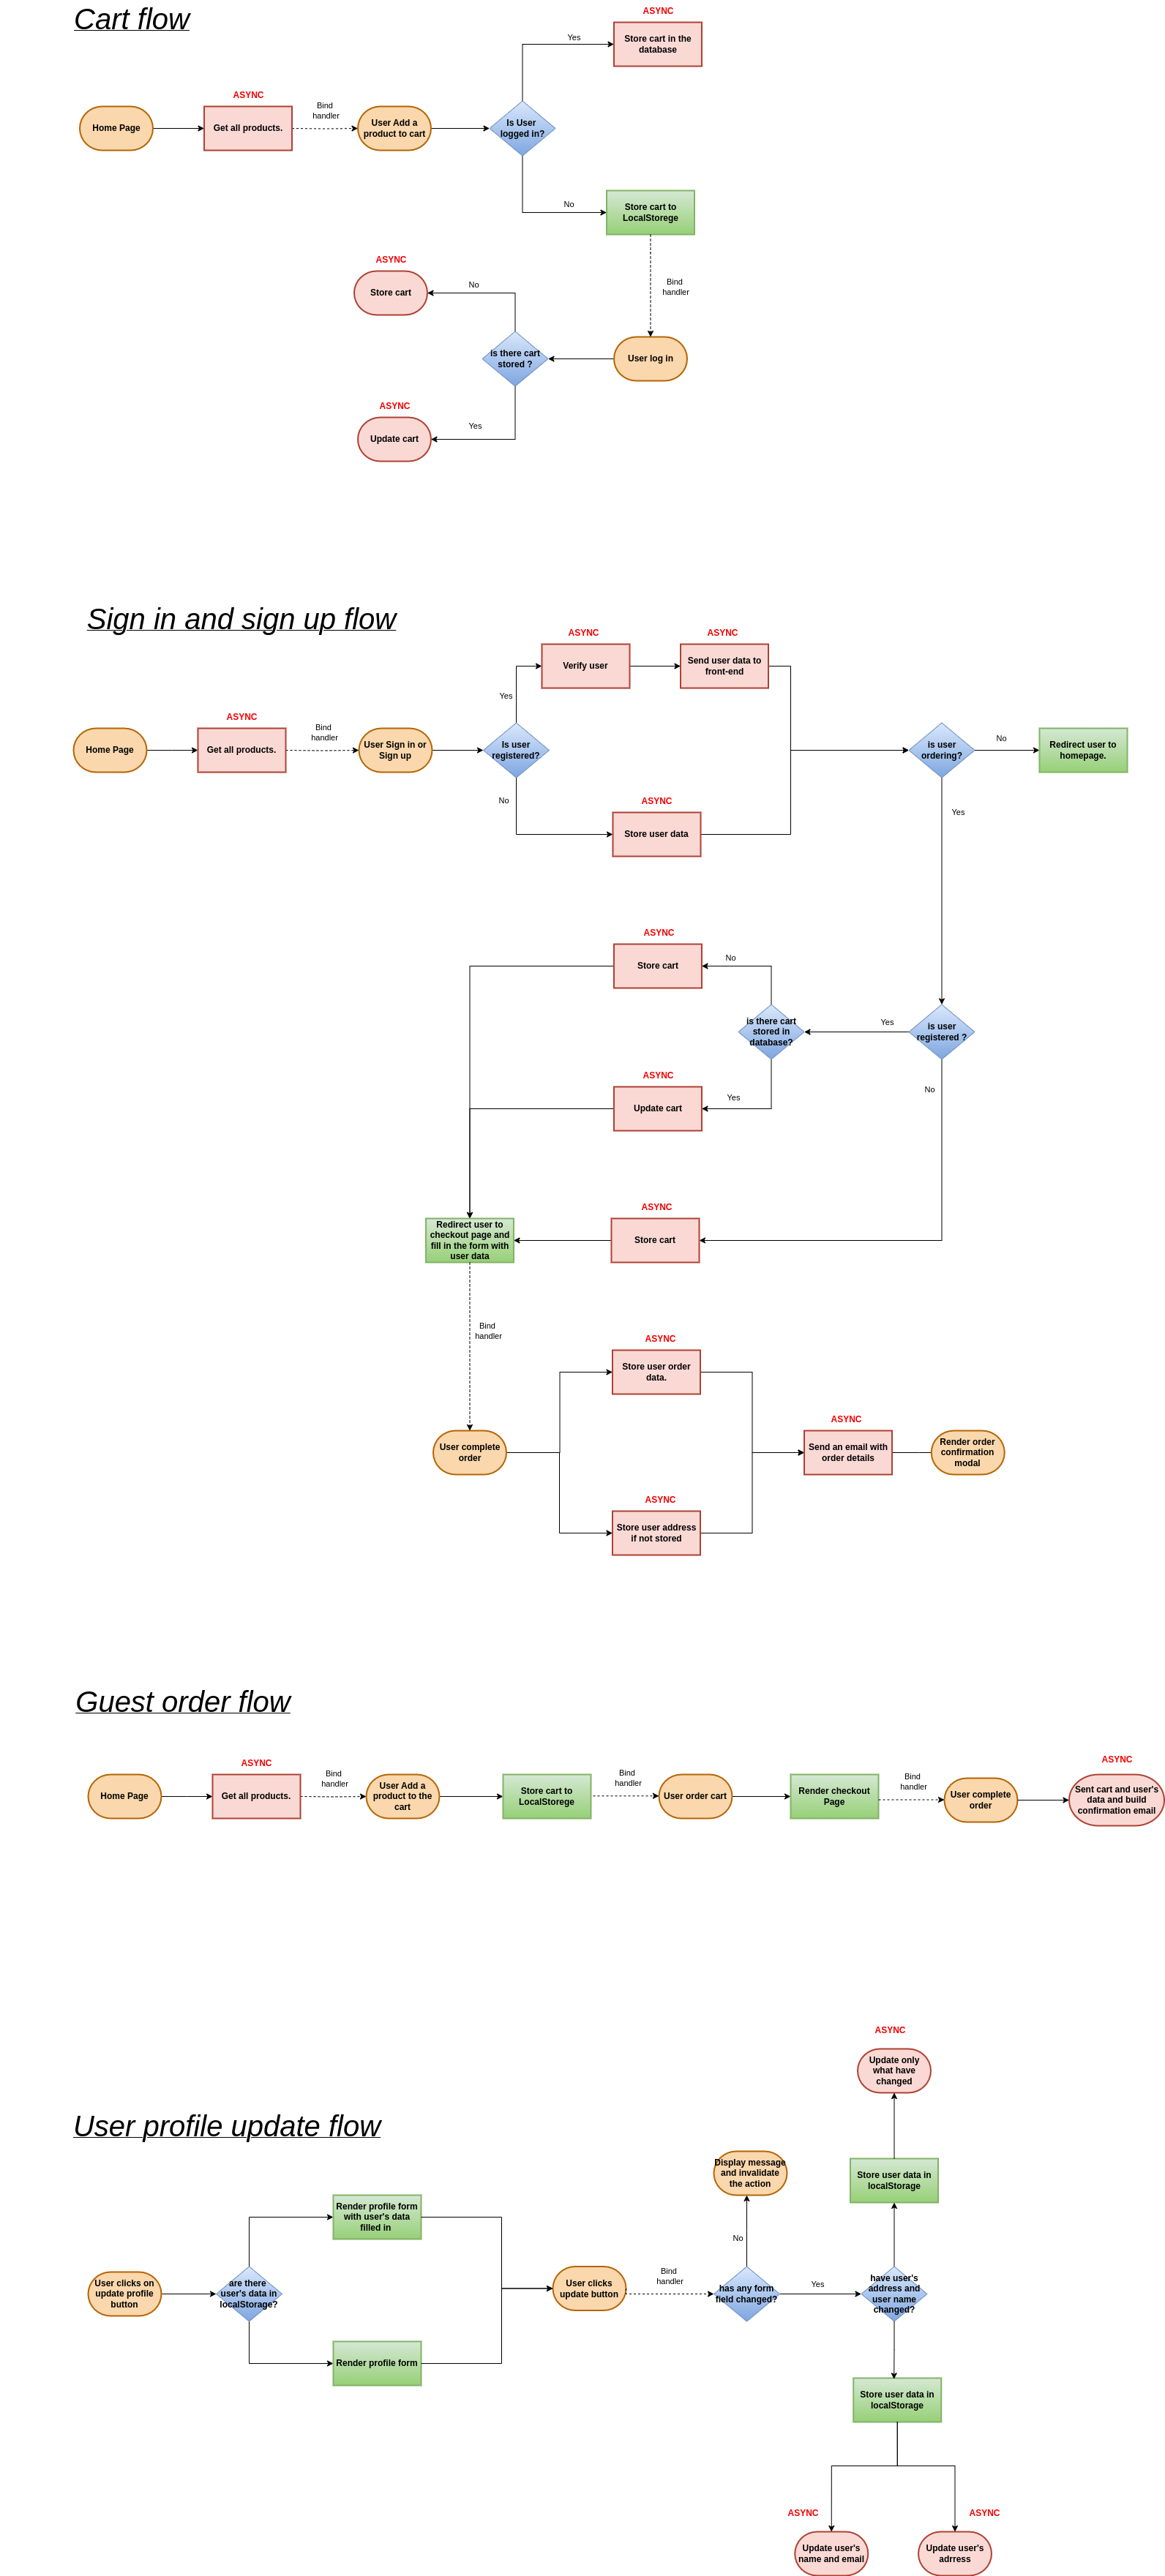 Cart flow
ASYNC
Store cart in the
database
Yes
ASYNC
Home Page
Get all products.
Bind
handler
User Add a
product to cart
Is User
logged in?
No
Store cart to
LocalStorege
ASYNC
Store cart
No
Bind
handler
is there cart
stored ?
User log in
ASYNC
Update cart
Yes
Sign in and sign up flow
ASYNC
Verify user
ASYNC
Send user data to
front-end
Yes
ASYNC
Home Page
Get all products.
Bind
handler
User Sign in or
Sign up
Is user
registered?
is user
ordering?
No
Redirect user to
homepage.
No
ASYNC
Store user data
Yes
ASYNC
Store cart
No
is there cart
stored in
database?
Yes
is user
registered ?
ASYNC
Update cart
Yes
No
ASYNC
Redirect user to
checkout page and
fill in the form with
user data
Store cart
Bind
handler
ASYNC
Store user order
data.
User complete
order
ASYNC
Send an email with
order details
Render order
confirmation
modal
ASYNC
Store user address
if not stored
Guest order flow
ASYNC
Home Page
Get all products.
Bind
handler
User Add a
product to the
cart
Store cart to
LocalStorege
Bind
handler
User order cart
Render checkout
Page
Bind
handler
User complete
order
ASYNC
Sent cart and user's
data and build
confirmation email
ASYNC
Update only
what have
changed
User profile update flow
Display message
and invalidate
the action
Store user data in
localStorage
Render profile form
with user's data
filled in
No
User clicks on
update profile
button
are there
user's data in
localStorage?
User clicks
update button
Bind
handler
has any form
field changed?
Yes
have user's
address and
user name
changed?
Render profile form
Store user data in
localStorage
ASYNC
Update user's
name and email
ASYNC
Update user's
adrress